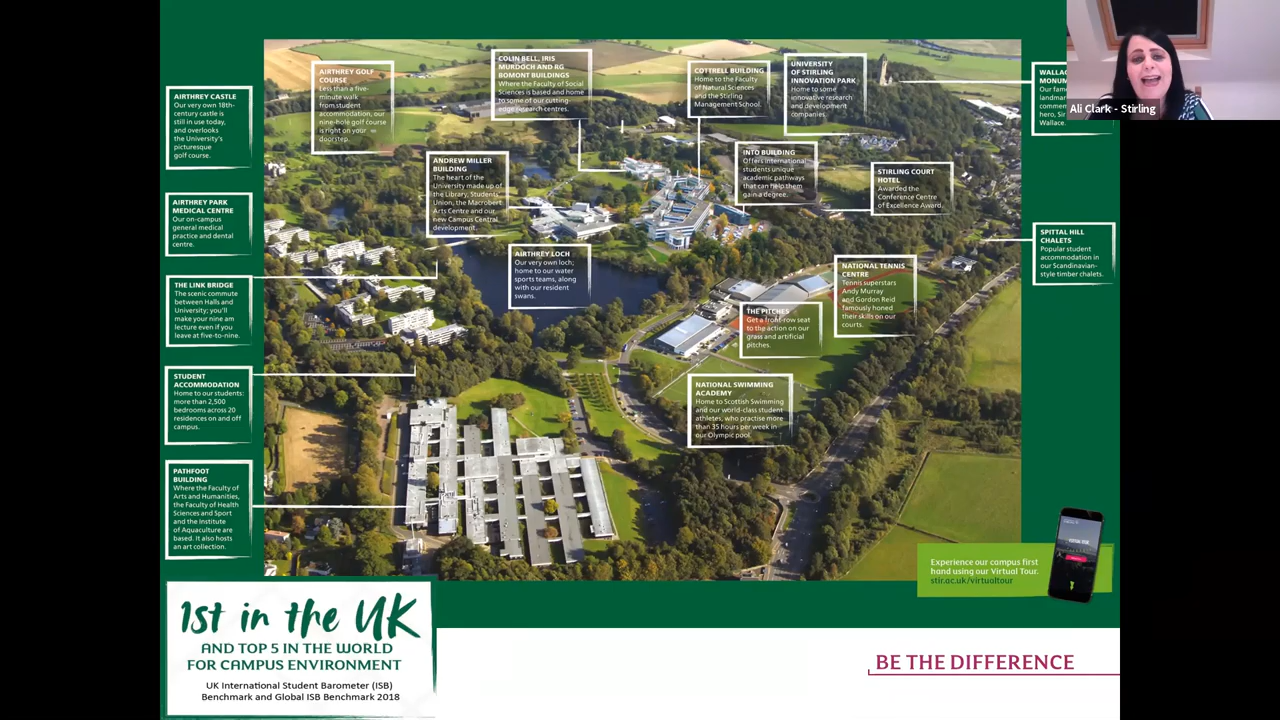 AIRTHREY CASTLE
Our very own 18th-
century castle is
still in use today,
and overlooks
the University's
picturesque
golf course.
AIRTHREY PARK
MEDICAL CENTRE
Our on-campus
general medical
practice and dental
centre.
THE LINK BRIDGE
The scenic commute
between Halls and
University; you'll
make your nine am
lecture even if you
leave at five-to-nine.
STUDENT
ACCOMMODATION
Home to our students:
more than 2,500
bedrooms across 20
residences on and off
campus.
PATHFOOT
BUILDING
Where the Faculty of
Arts and Humanities,
the Faculty of Health
Sciences and Sport
and the Institute
of Aquaculture are
based. It also hosts
an art collection.
AIRTHREY GOLF
COURSE
Less than a five-
minute walk
from student
accommodation, our
nine-hole golf course
is right on your
doorstep.
COLIN BELL, IRIS
MURDOCH AND RG
BOMONT BUILDINGS
Where the Faculty of Social
Sciences is based and home
to some of our cutting
edge research centres.
ANDREW MILLER
BUILDING
The heart of the
University made up of
the Library, Students'
Union, the Macrobert
Arts Centre and our
new Campus Central
development.
AIRTHREY LOCH
Our very own loch;
home to our water
sports teams, along
with our resident
swans.
COTTRELL BUILDING
Home to the Faculty
of Natural Sciences
and the Stirling
Management School.
UNIVERSITY
OF STIRLING
INNOVATION PARK
Home to some
innovative research
and development
companies.
INTO BUILDING
Offers international
students unique
academic pathways
that can help them
gain a degree.
STIRLING COURT
HOTEL
Awarded the
Conference Centre
of Excellence Award.
NATIONAL TENNIS
CENTRE
Tennis superstars
Andy Murray
and Gordon Reid
famously honed
their skills on our
courts.
THE PITCHES
Get a front-row seat
to the action on our
grass and artificial
pitches.
NATIONAL SWIMMING
ACADEMY
Home to Scottish Swimming
and our world-class student
athletes, who practise more
than 35 hours per week in
our Olympic pool.
WALLAC
MONUM
Our fam
landmar
comme
hero, Sir
Wallace.
Ali Clark - Stirling
SPITTAL HILL
CHALETS
Popular student
accommodation in
our Scandinavian-
style timber chalets.
Experience our campus first
hand using our Virtual Tour.
stir.ac.uk/virtualtour
1st in the UK
AND TOP 5 IN THE WORLD
FOR CAMPUS ENVIRONMENT
UK International Student Barometer (ISB)
Benchmark and Global ISB Benchmark 2018
BE THE DIFFERENCE